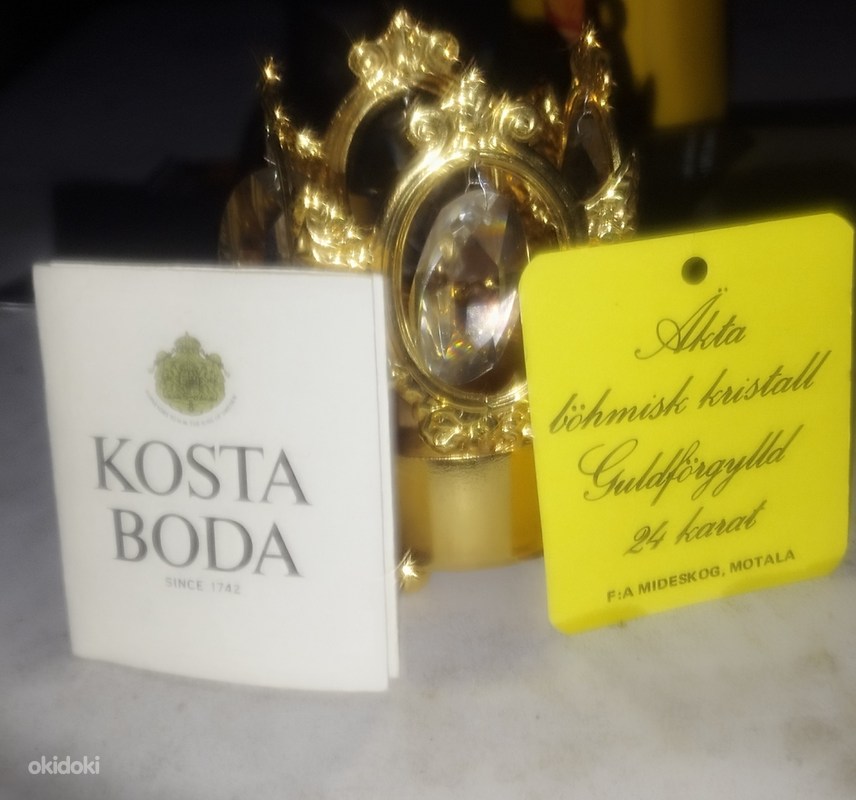 KOSTA
BODA
SINCE 1742
Äkta
böhmisk kristall
Guldförgylld
24 karat
F:A MIDESKOG, MOTALA
okidoki